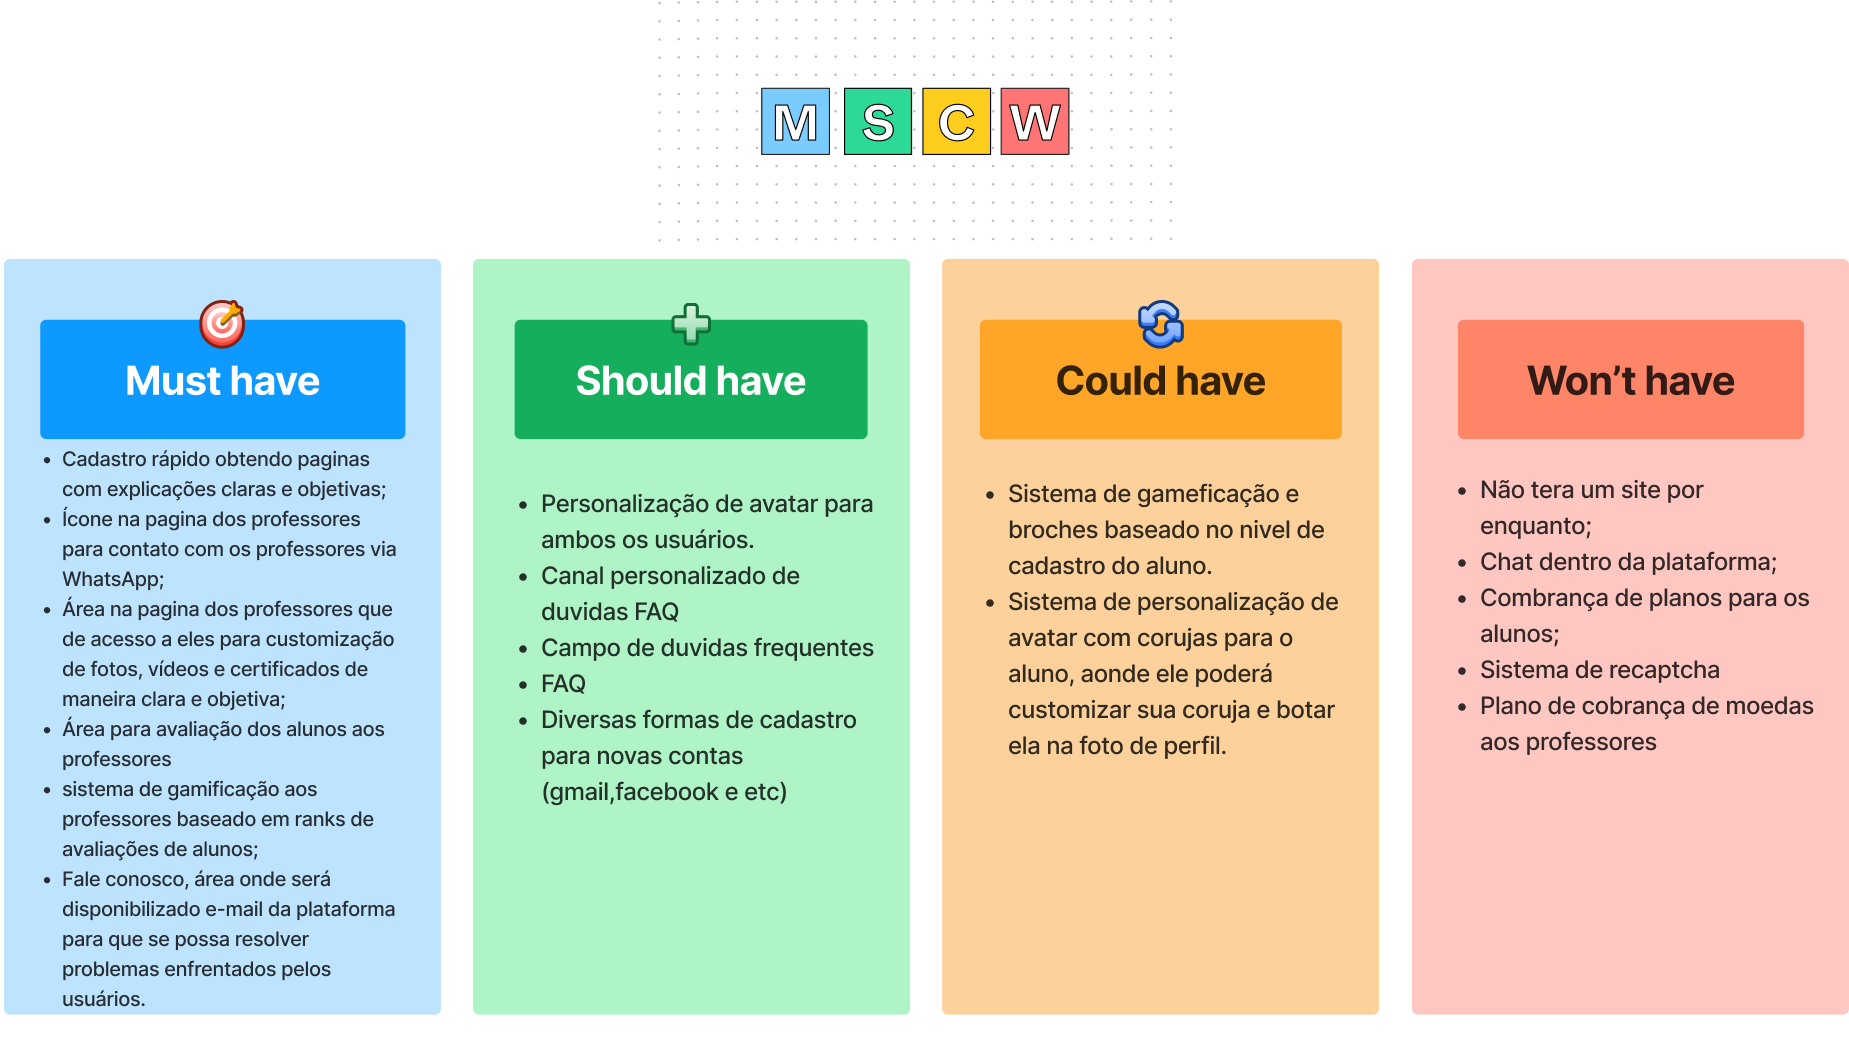 M S C W
Must have
Cadastro rápido obtendo paginas
com explicações claras e objetivas;
Ícone na pagina dos professores
para contato com os professores via
WhatsApp;
Área na pagina dos professores que
de acesso a eles para customização
de fotos, vídeos e certificados de
maneira clara e objetiva;
Área para avaliação dos alunos aos
professores
sistema de gamificação aos
professores baseado em ranks de
avaliações de alunos;
Fale conosco, área onde será
disponibilizado e-mail da plataforma
para que se possa resolver
problemas enfrentados pelos
usuários.
Should have
Personalização de avatar para
ambos os usuários.
Canal personalizado de
duvidas FAQ
Campo de duvidas frequentes
FAQ
Diversas formas de cadastro
para novas contas
(gmail,facebook e etc)
Could have
Sistema de gameficação e
broches baseado no nivel de
cadastro do aluno.
Sistema de personalização de
avatar com corujas para o
aluno, aonde ele poderá
customizar sua coruja e botar
ela na foto de perfil.
Won’t have
Não tera um site por
enquanto;
Chat dentro da plataforma;
Combrança de planos para os
alunos;
Sistema de recaptcha
Plano de cobrança de moedas
aos professores